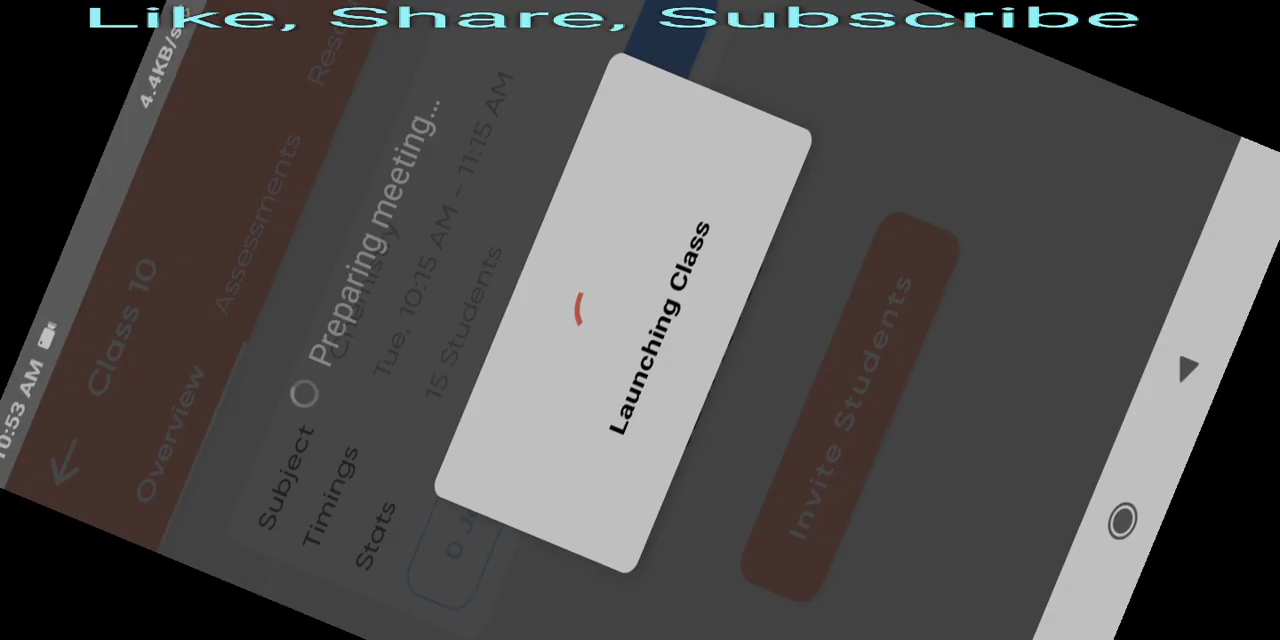 Like, Share, Subscribe
10:53 AM
4.4KB/s
Class 10
Overview
Assessments
Preparing meeting...
Subject
Timings
Tue, 10:15 AM - 11:15 AM
Stats
15 Students
Launching Class
Invite Students